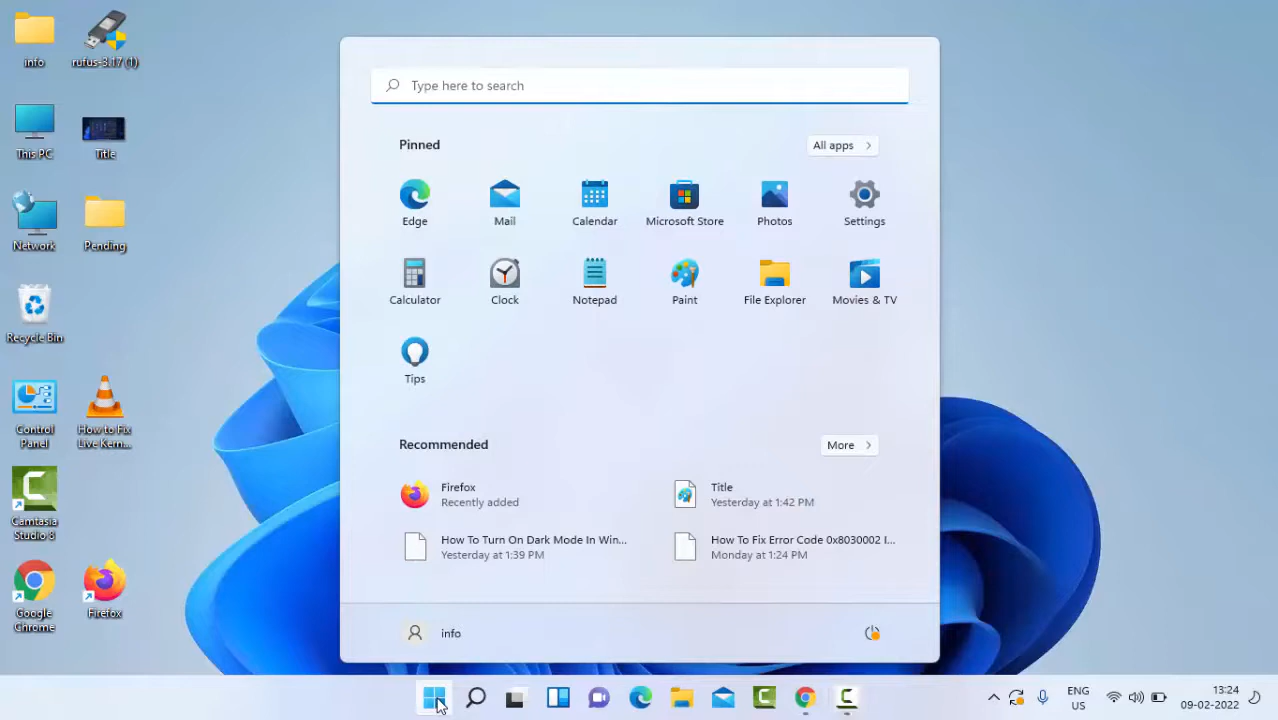 info
rufus-3.17 (1)
This PC
Title
Network
Pending
Recycle Bin
Control
Panel
How to Fix
Live Kern...
Camtasia
Studio 8
Google
Chrome
Firefox
Type here to search
Pinned
All apps
Edge
Mail
Calendar
Microsoft Store
Photos
Settings
Calculator
Clock
Notepad
Paint
File Explorer
Movies & TV
Tips
Recommended
More
Firefox
Recently added
Title
Yesterday at 1:42 PM
How To Turn On Dark Mode In Win...
Yesterday at 1:39 PM
How To Fix Error Code 0x8030002 I...
Monday at 1:24 PM
info
ENG
US
13:24
09-02-2022